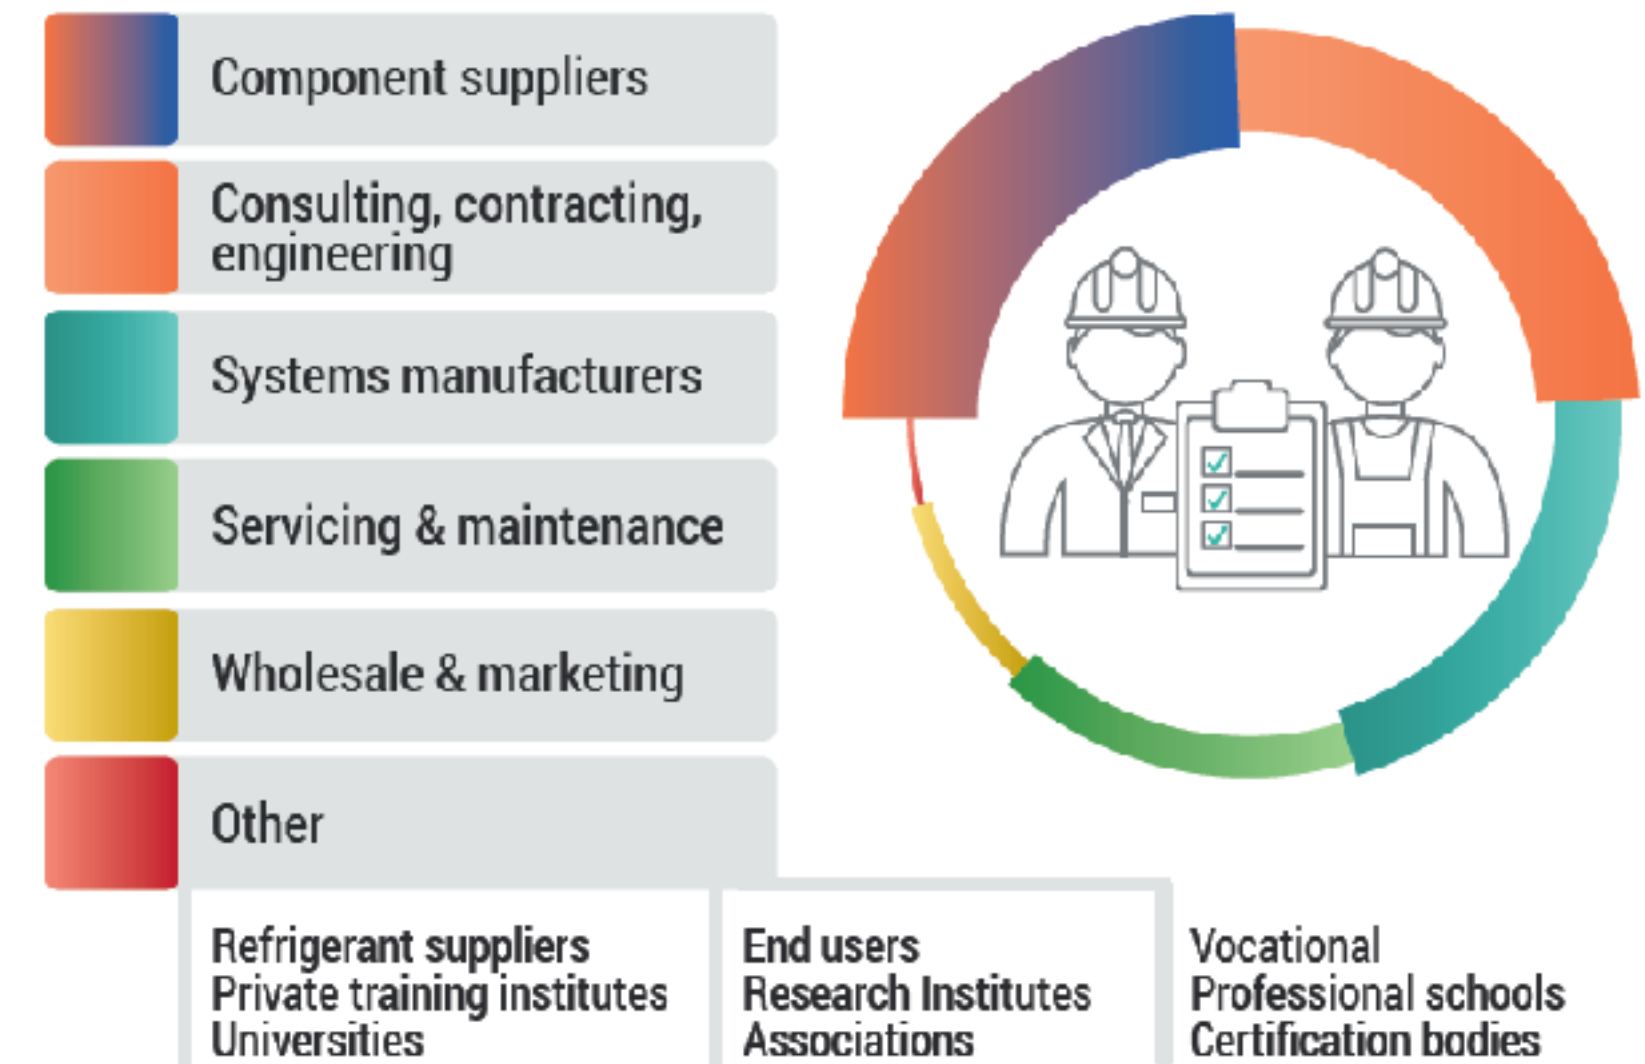 Component suppliers
Consulting, contracting,
engineering
Systems manufacturers
Servicing & maintenance
Wholesale & marketing
Other
Refrigerant suppliers
Private training institutes
Universities
End users
Research Institutes
Associations
Vocational
Professional schools
Certification bodies